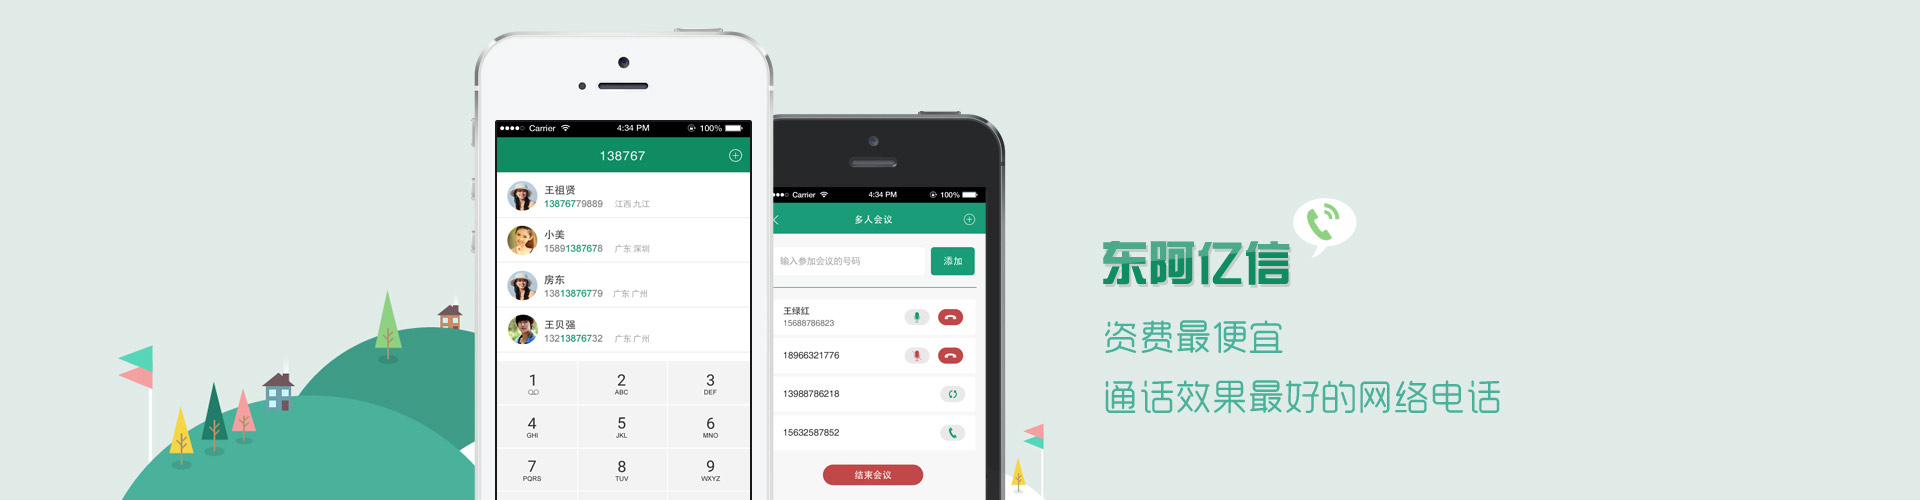 Carrier 4:34 PM 100%
138767
王祖贤
13876779889 江西 九江
小美
15891387678 广东 深圳
房东
13813876779 广东 广州
王贝强
13213876732 广东 广州
1 2 3
ABC DEF
4 5 6
GHI JKL MNO
7 8 9
PQRS TUV WXYZ
Carrier 4:34 PM 100%
多人会议
输入参加会议的号码 添加
王绿红
15688786823
18966321776
13988786218
15632587852
结束会议
东阿亿信
资费最便宜
通话效果最好的网络电话